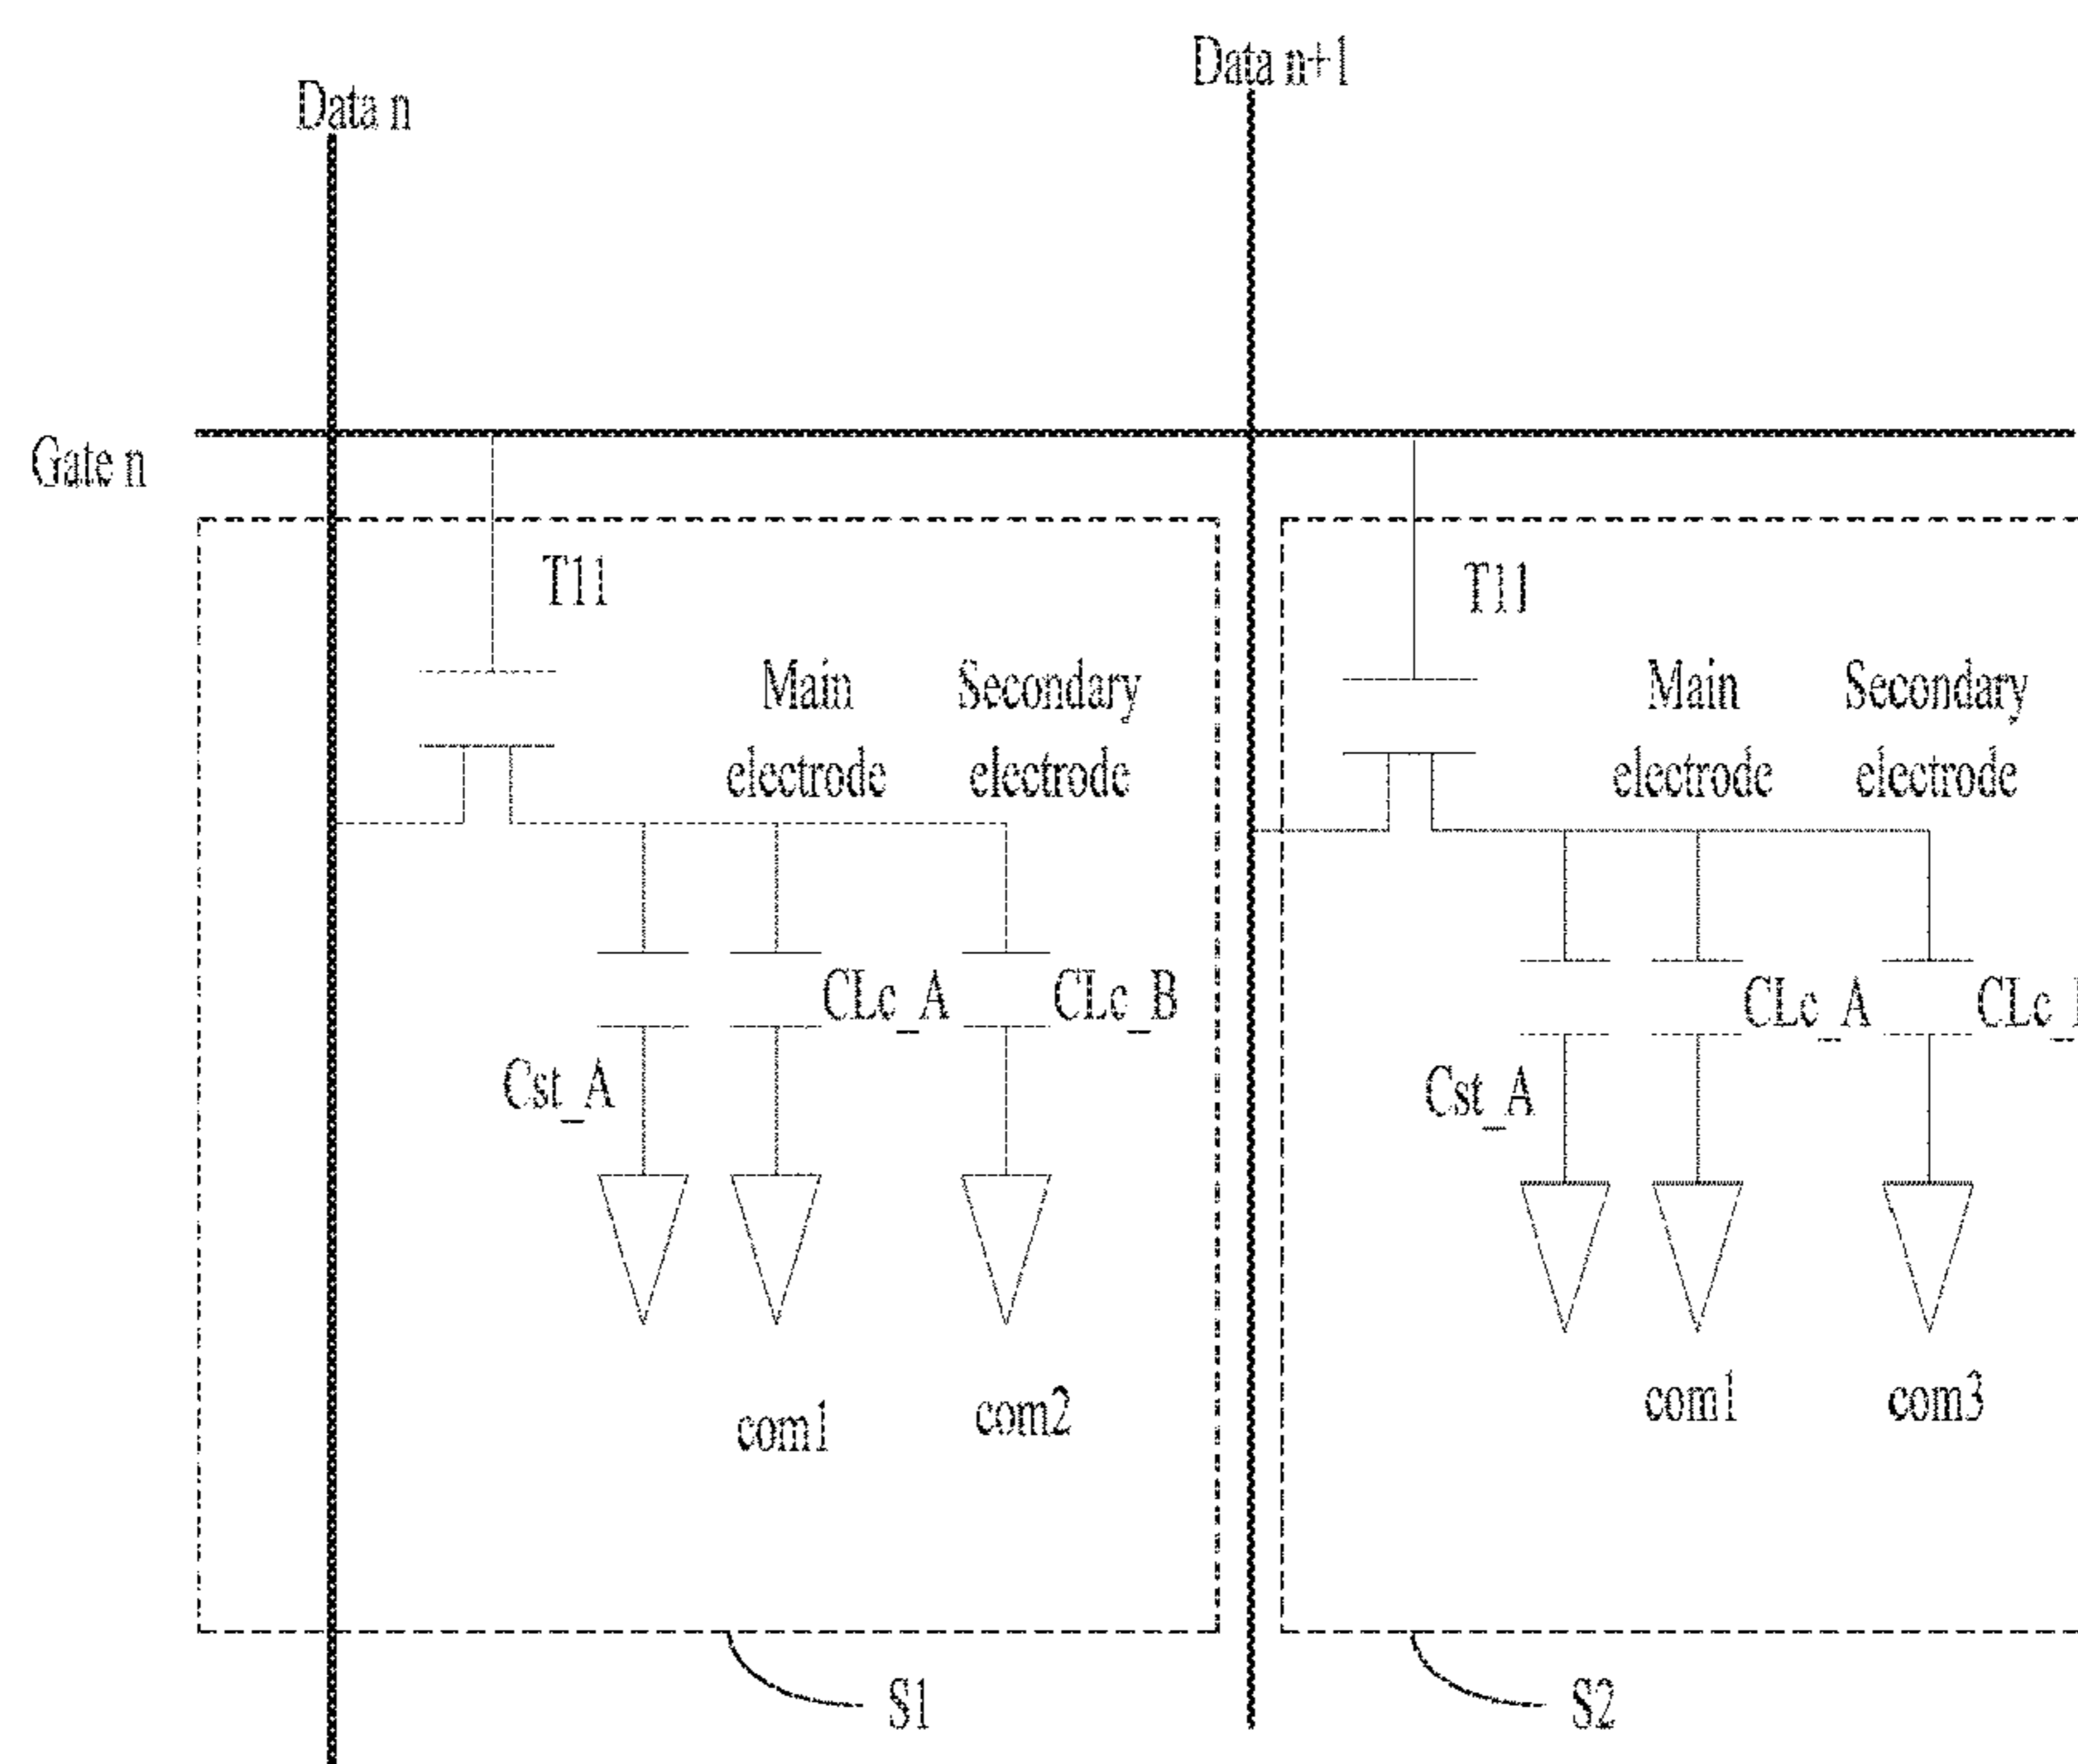 Data n
Data n+1
Gate n
T11
T11
Main electrode
Secondary electrode
Main electrode
Secondary electrode
CLc_A
CLc_B
CLc_A
Cst_A
Cst_A
com1
com2
com1
com3
S1
S2